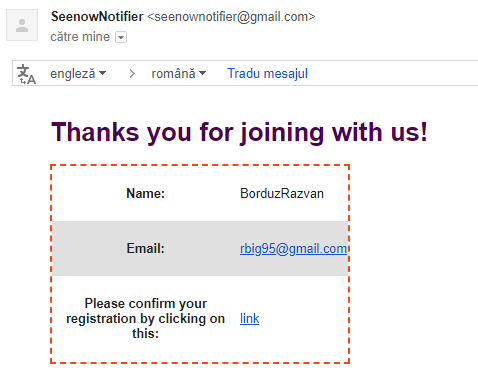 SeenowNotifier <seenownotifier@gmail.com>
către mine
engleză > română Tradu mesajul
Thanks you for joining with us!
Name: BorduzRazvan
Email: rbig95@gmail.com
Please confirm your
registration by clicking on link
this: